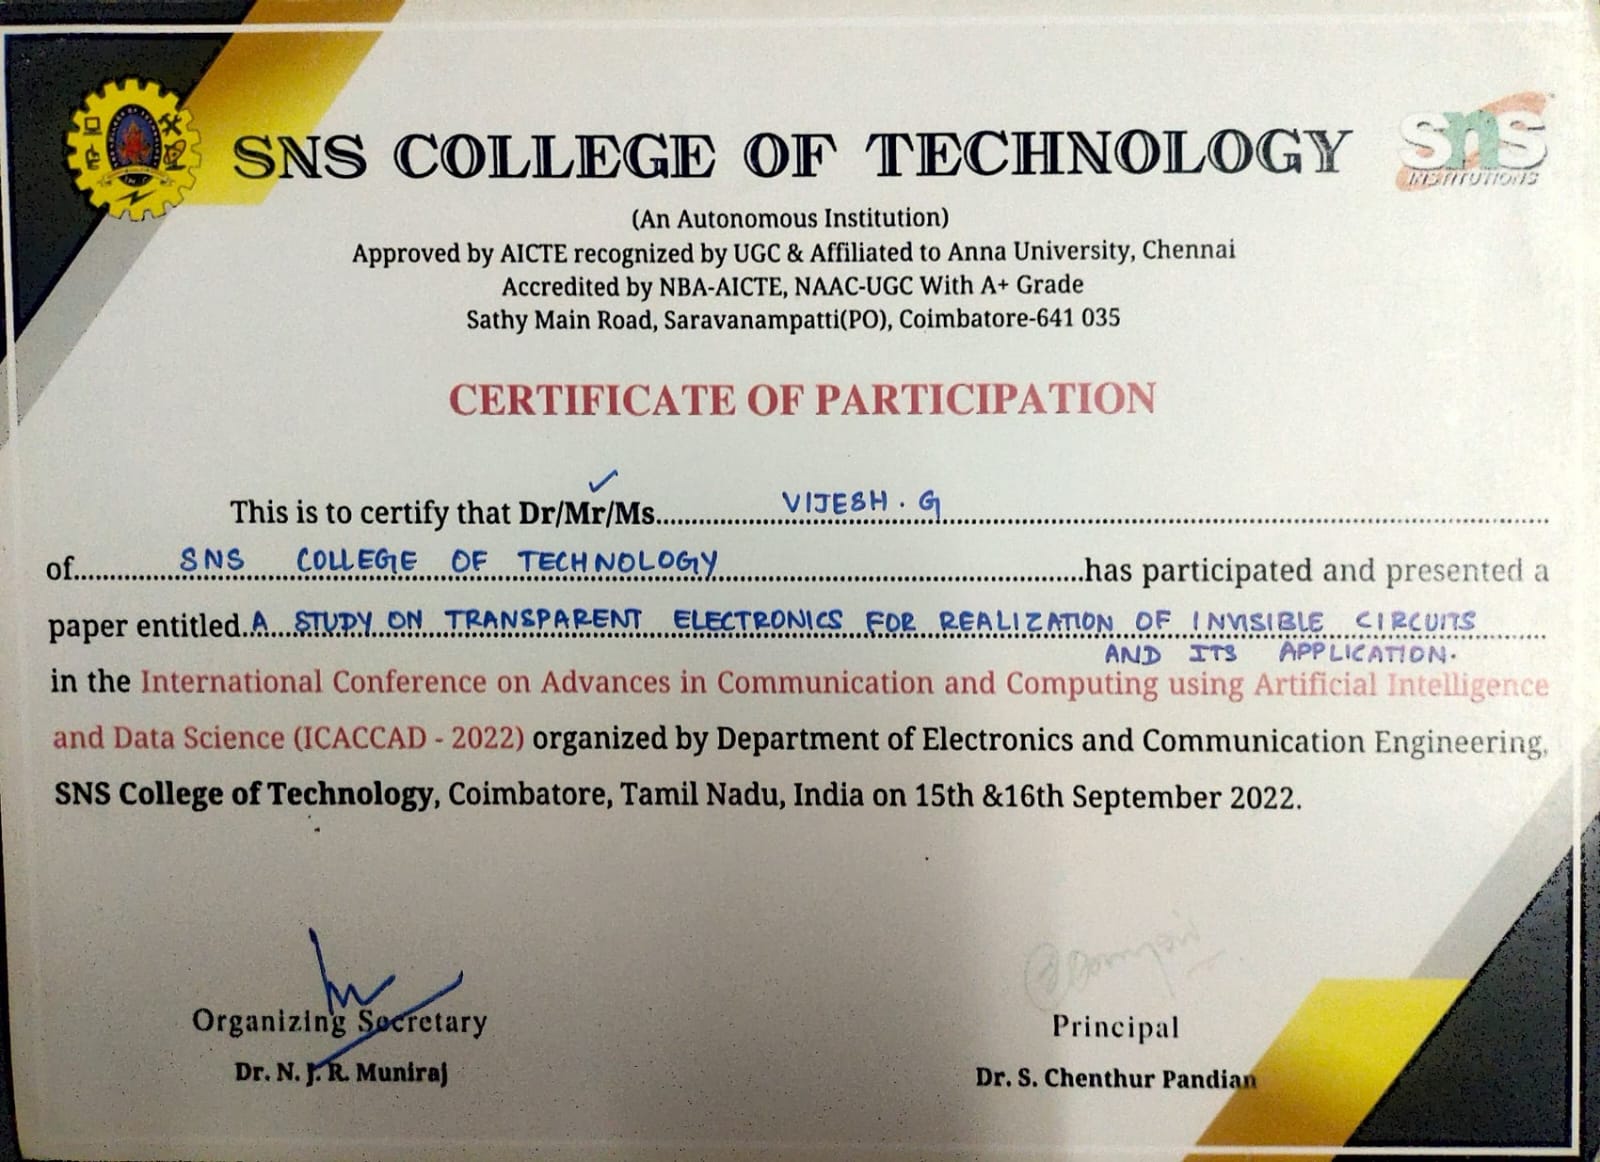 SNS COLLEGE OF TECHNOLOGY
sns
INSTITUTIONS
(An Autonomous Institution)
Approved by AICTE recognized by UGC & Affiliated to Anna University, Chennai
Accredited by NBA-AICTE, NAAC-UGC With A+ Grade
Sathy Main Road, Saravanampatti(PO), Coimbatore-641 035
CERTIFICATE OF PARTICIPATION
This is to certify that Dr/Mr/Ms.......... VIJESH. G ..........
of.......... SNS COLLEGE OF TECHNOLOGY ..........has participated and presented a
paper entitled.. A STUDY ON TRANSPARENT ELECTRONICS FOR REALIZATION OF INVISIBLE CIRCUITS
AND ITS APPLICATION.
in the International Conference on Advances in Communication and Computing using Artificial Intelligence
and Data Science (ICACCAD - 2022) organized by Department of Electronics and Communication Engineering,
SNS College of Technology, Coimbatore, Tamil Nadu, India on 15th &16th September 2022.
Organizing Secretary
Dr. N. J. R. Muniraj
Principal
Dr. S. Chenthur Pandian